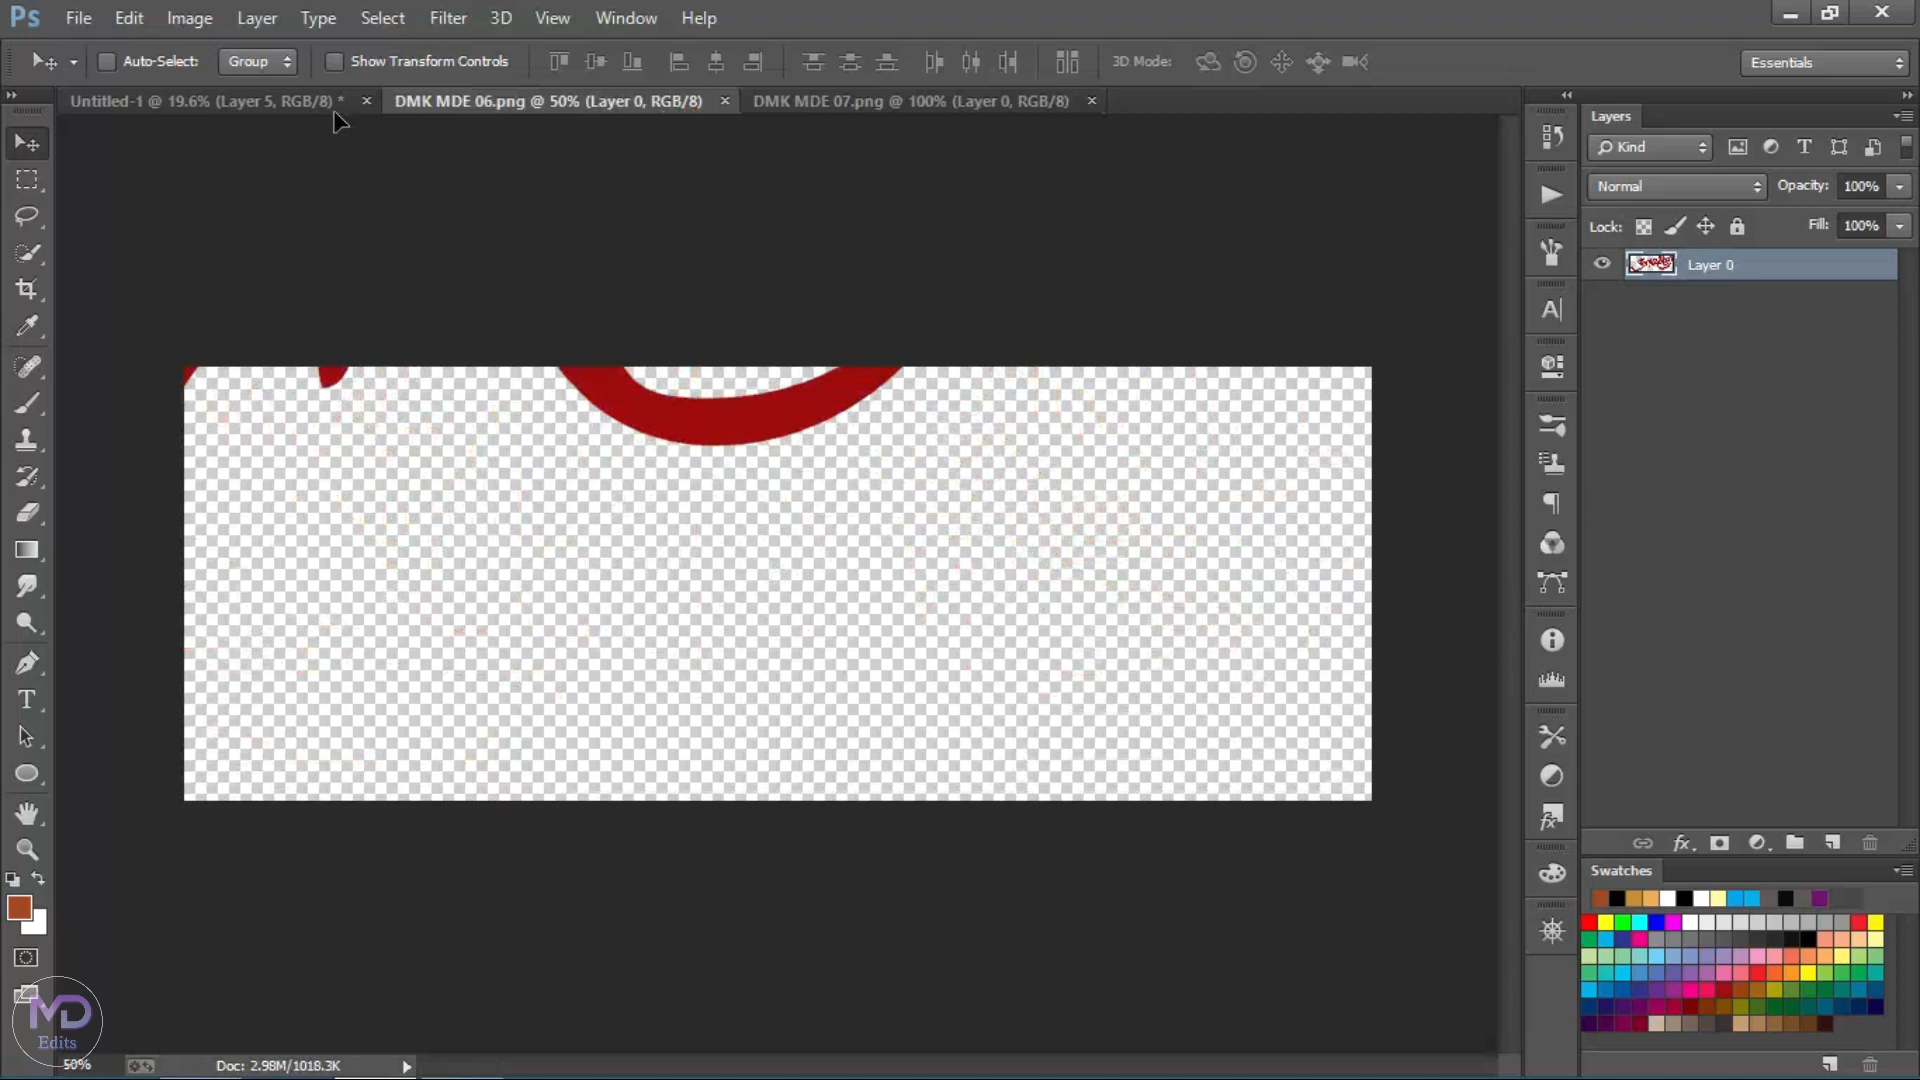 Ps File Edit Image Layer Type Select Filter 3D View Window Help
Auto-Select: Group Show Transform Controls 3D Mode: Essentials
Untitled-1 @ 19.6% (Layer 5, RGB/8) * × DMK MDE 06.png @ 50% (Layer 0, RGB/8) × DMK MDE 07.png @ 100% (Layer 0, RGB/8) ×
Layers
Kind
Normal Opacity: 100%
Lock: Fill: 100%
Layer 0
fx
Swatches
MD
Edits
50% Doc: 2.98M/1018.3K